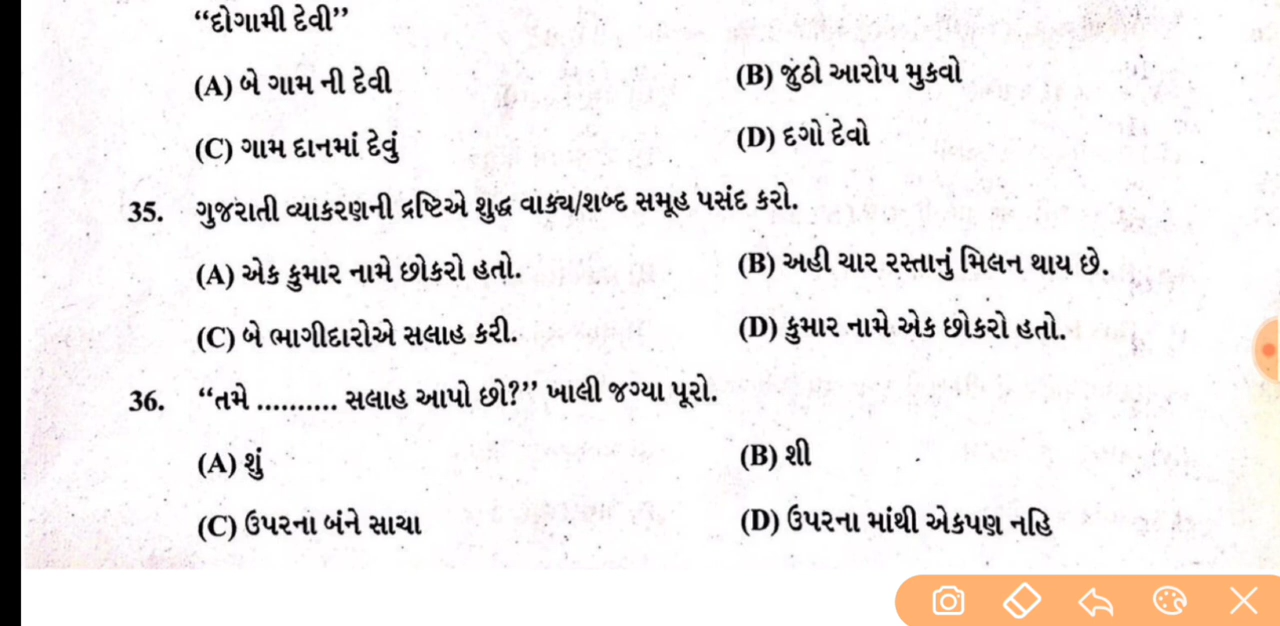 “દોગામી દેવી”
(A) બે ગામ ની દેવી (B) જુઠો આરોપ મુકવો
(C) ગામ દાનમાં દેવું (D) દગો દેવો
35. ગુજરાતી વ્યાકરણની દ્રષ્ટિએ શુદ્ધ વાક્ય/શબ્દ સમૂહ પસંદ કરો.
(A) એક કુમાર નામે છોકરો હતો. (B) અહી ચાર રસ્તાનું મિલન થાય છે.
(C) બે ભાગીદારોએ સલાહ કરી. (D) કુમાર નામે એક છોકરો હતો.
36. “તમે .......... સલાહ આપો છો?” ખાલી જગ્યા પૂરો.
(A) શું (B) શી
(C) ઉપરના બંને સાચા (D) ઉપરના માંથી એકપણ નહિ